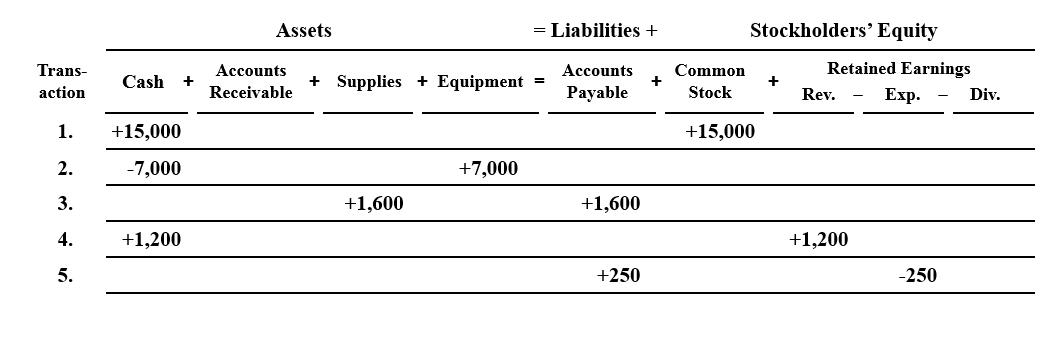 Assets = Liabilities + Stockholders’ Equity
Trans-
action
Cash + Accounts Receivable + Supplies + Equipment = Accounts Payable + Common Stock + Retained Earnings
Rev. – Exp. – Div.
1. +15,000 +15,000
2. -7,000 +7,000
3. +1,600 +1,600
4. +1,200 +1,200
5. +250 -250